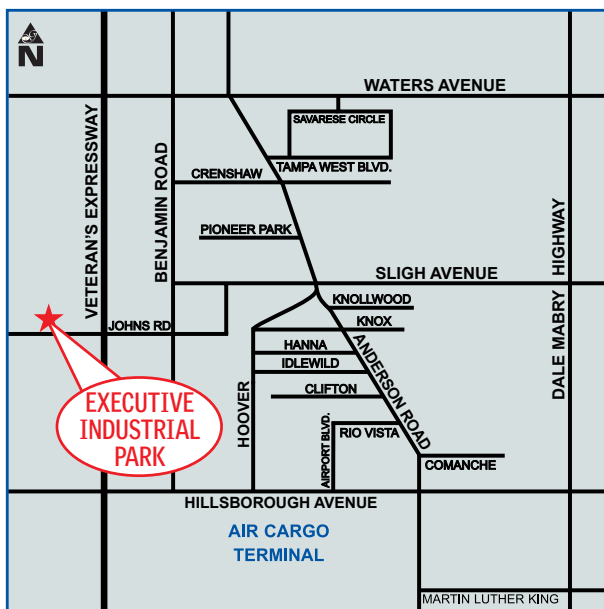 N
WATERS AVENUE
SAVARESE CIRCLE
TAMPA WEST BLVD.
CRENSHAW
VETERAN'S EXPRESSWAY
BENJAMIN ROAD
PIONEER PARK
HIGHWAY
SLIGH AVENUE
KNOLLWOOD
JOHNS RD
KNOX
DALE MABRY
HANNA
IDLEWILD
ANDERSON ROAD
CLIFTON
EXECUTIVE
INDUSTRIAL
PARK
HOOVER
AIRPORT BLVD.
RIO VISTA
COMANCHE
HILLSBOROUGH AVENUE
AIR CARGO
TERMINAL
MARTIN LUTHER KING